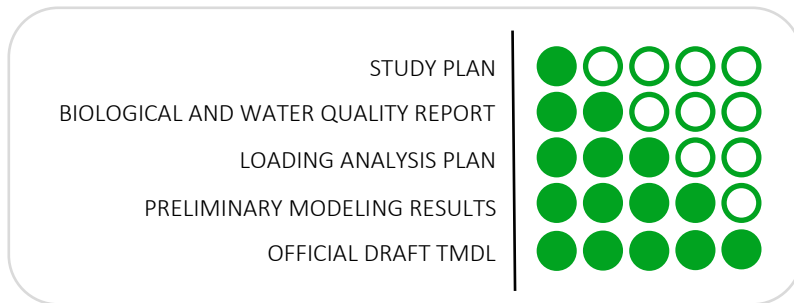 STUDY PLAN
BIOLOGICAL AND WATER QUALITY REPORT
LOADING ANALYSIS PLAN
PRELIMINARY MODELING RESULTS
OFFICIAL DRAFT TMDL